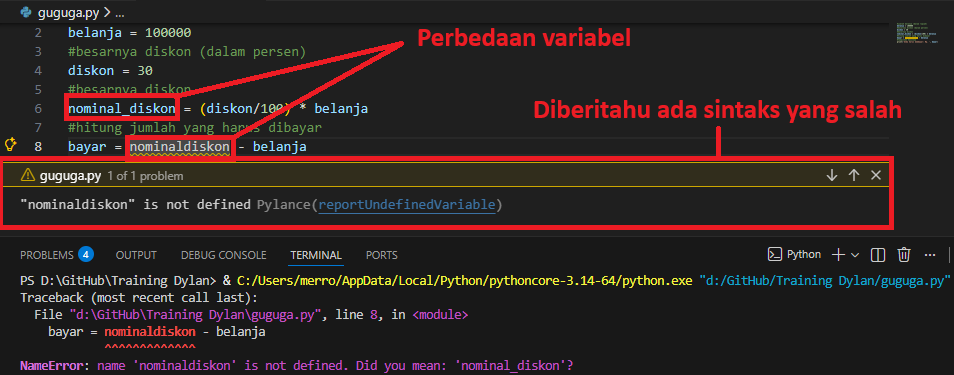 guguga.py > ...
2 belanja = 100000
3 #besarnya diskon (dalam persen)
4 diskon = 30
5 #besarnya diskon
6 nominal_diskon = (diskon/100) * belanja
7 #hitung jumlah yang harus dibayar
8 bayar = nominaldiskon - belanja
Perbedaan variabel
Diberitahu ada sintaks yang salah
guguga.py 1 of 1 problem
"nominaldiskon" is not defined Pylance(reportUndefinedVariable)
PROBLEMS 4 OUTPUT DEBUG CONSOLE TERMINAL PORTS
Python
PS D:\GitHub\Training Dylan> & C:/Users/merro/AppData/Local/Python/pythoncore-3.14-64/python.exe "d:/GitHub/Training Dylan/guguga.py"
Traceback (most recent call last):
File "d:\GitHub\Training Dylan\guguga.py", line 8, in <module>
bayar = nominaldiskon - belanja
^^^^^^^^^^^^^
NameError: name 'nominaldiskon' is not defined. Did you mean: 'nominal_diskon'?